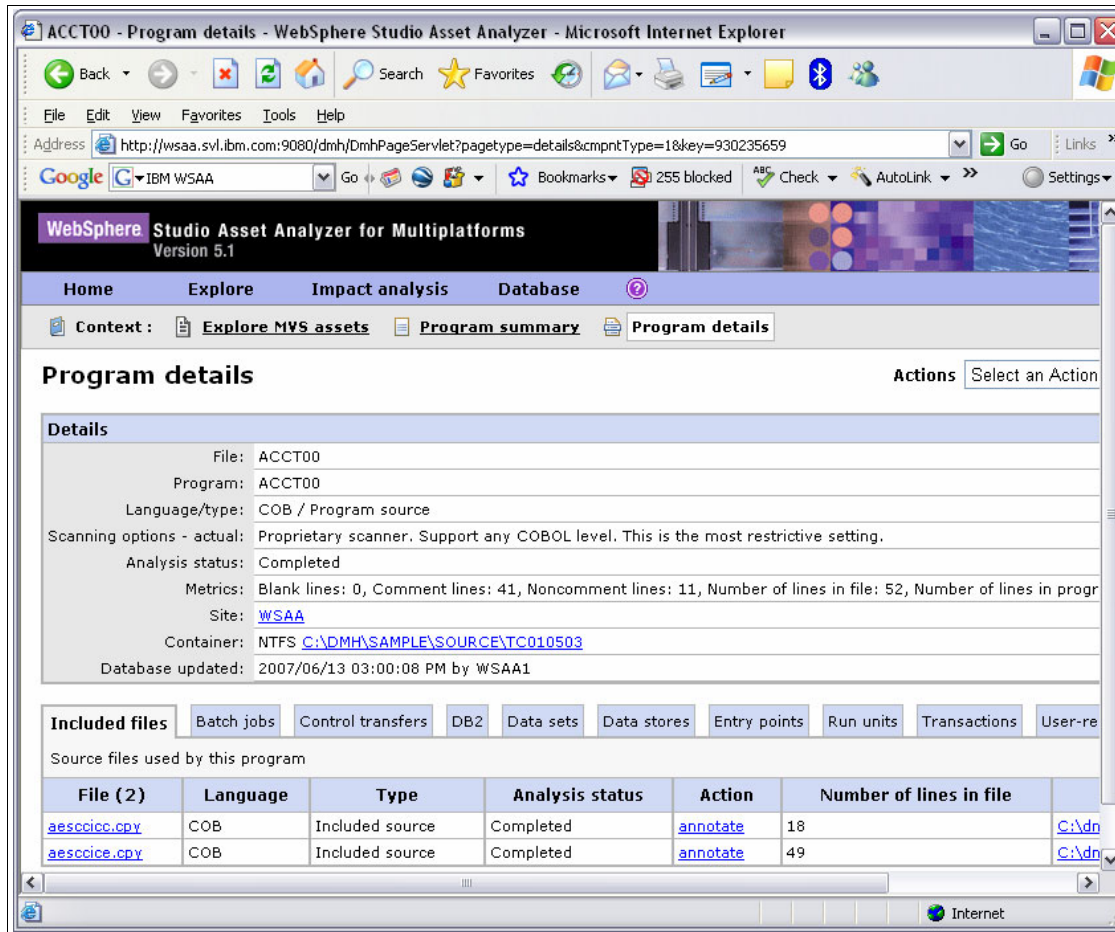 ACCT00 - Program details - WebSphere Studio Asset Analyzer - Microsoft Internet Explorer
Back Search Favorites
File Edit View Favorites Tools Help
Address http://wsaa.svl.ibm.com:9080/dmh/DmhPageServlet?pagetype=details&cmpntType=1&key=930235659 Go Links »
Google G IBM WSAA Go Bookmarks 255 blocked ABC Check AutoLink » Settings
WebSphere Studio Asset Analyzer for Multiplatforms
Version 5.1
Home Explore Impact analysis Database ?
Context : Explore MVS assets Program summary Program details
Program details Actions Select an Action
Details
File: ACCT00
Program: ACCT00
Language/type: COB / Program source
Scanning options - actual: Proprietary scanner. Support any COBOL level. This is the most restrictive setting.
Analysis status: Completed
Metrics: Blank lines: 0, Comment lines: 41, Noncomment lines: 11, Number of lines in file: 52, Number of lines in progr
Site: WSAA
Container: NTFS C:\DMH\SAMPLE\SOURCE\TC010503
Database updated: 2007/06/13 03:00:08 PM by WSAA1
Included files Batch jobs Control transfers DB2 Data sets Data stores Entry points Run units Transactions User-re
Source files used by this program
File (2) Language Type Analysis status Action Number of lines in file
aesccicc.cpy COB Included source Completed annotate 18 C:\dn
aesccice.cpy COB Included source Completed annotate 49 C:\dn
Internet